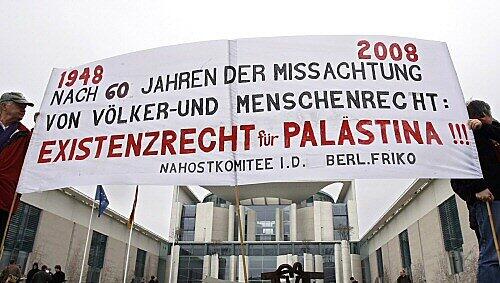 1948 2008
NACH 60 JAHREN DER MISSACHTUNG
VON VÖLKER-UND MENSCHENRECHT:
EXISTENZRECHT für PALÄSTINA !!!
NAHOSTKOMITEE I.D. BERL.FRIKO